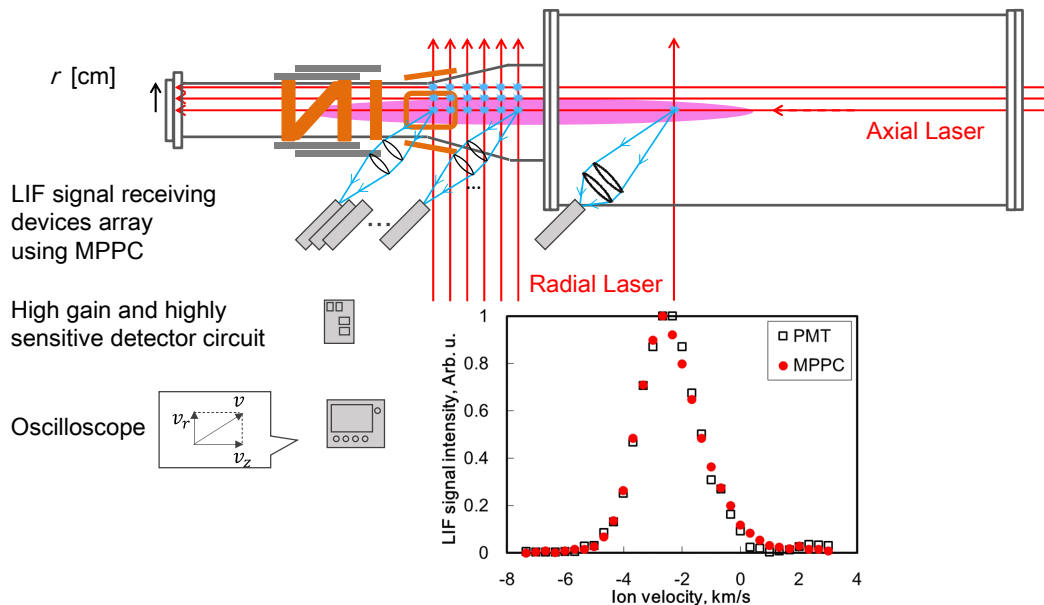 r [cm]
Axial Laser
LIF signal receiving
devices array
using MPPC
...
...
Radial Laser
High gain and highly
sensitive detector circuit
Oscilloscope
v
v_r
v_z
LIF signal intensity, Arb. u.
1
0.8
0.6
0.4
0.2
0
PMT
MPPC
-8 -6 -4 -2 0 2 4
Ion velocity, km/s